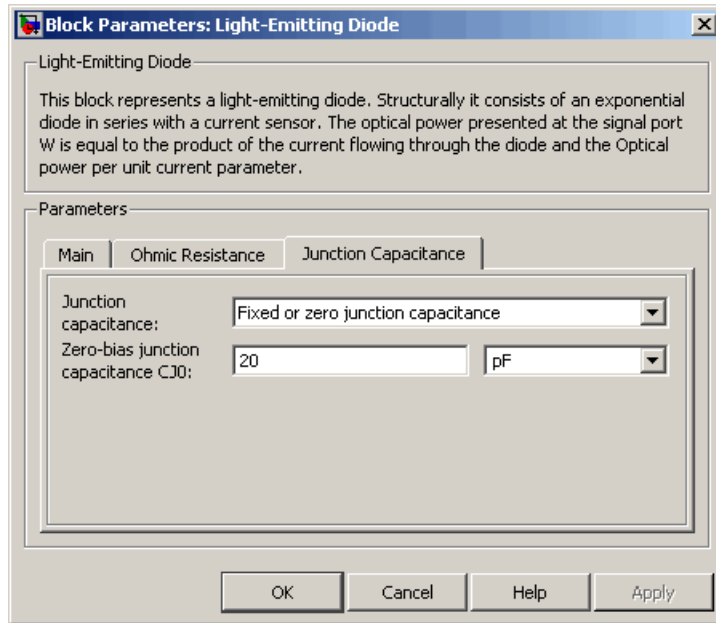 Block Parameters: Light-Emitting Diode
Light-Emitting Diode
This block represents a light-emitting diode. Structurally it consists of an exponential
diode in series with a current sensor. The optical power presented at the signal port
W is equal to the product of the current flowing through the diode and the Optical
power per unit current parameter.
Parameters
Main Ohmic Resistance Junction Capacitance
Junction
capacitance:
Fixed or zero junction capacitance
Zero-bias junction
capacitance CJ0:
20 pF
OK Cancel Help Apply